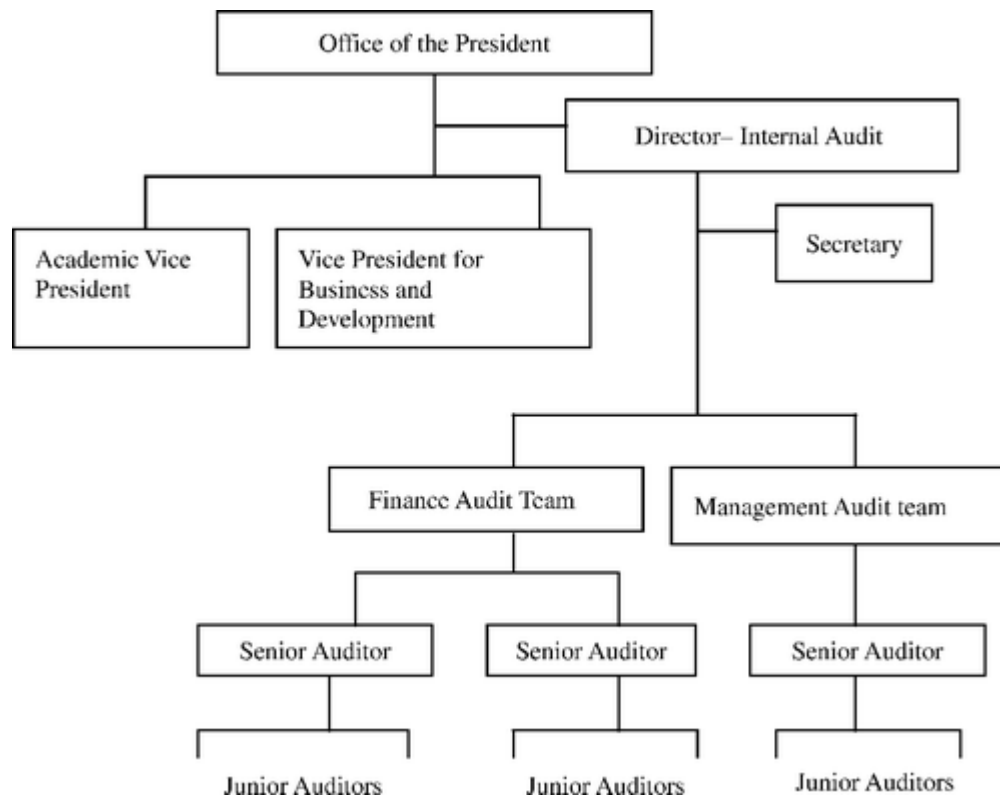 Office of the President
Director– Internal Audit
Secretary
Academic Vice
President
Vice President for
Business and
Development
Finance Audit Team
Management Audit team
Senior Auditor
Senior Auditor
Senior Auditor
Junior Auditors
Junior Auditors
Junior Auditors